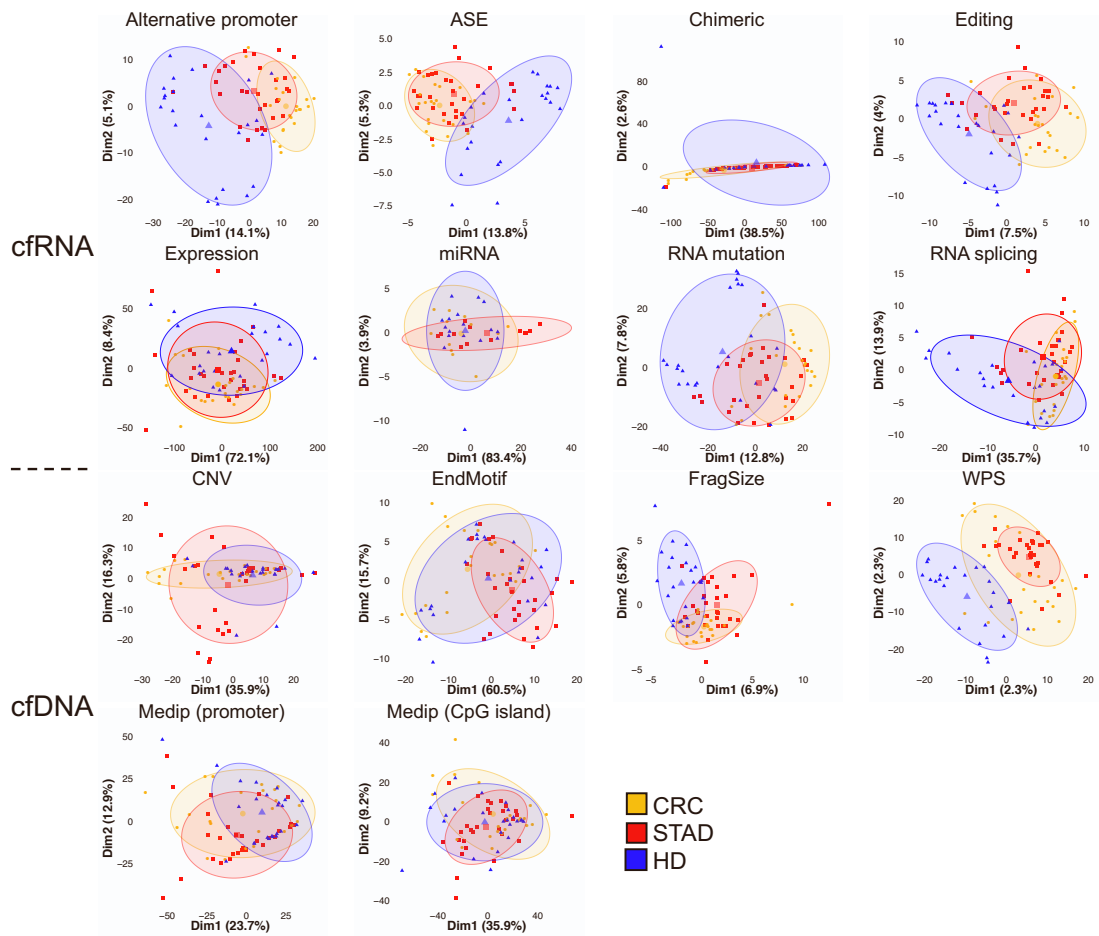 Alternative promoter
10
0
−10
−20
Dim2 (5.1%)
−30 −20 −10 0 10 20
Dim1 (14.1%)
ASE
5.0
2.5
0.0
−2.5
−5.0
−7.5
Dim2 (5.3%)
−5 0 5
Dim1 (13.8%)
Chimeric
80
40
0
−40
Dim2 (2.6%)
−100 −50 0 50 100
Dim1 (38.5%)
Editing
10
5
0
−5
−10
Dim2 (4%)
−10 −5 0 5 10
Dim1 (7.5%)
cfRNA
Expression
50
0
−50
Dim2 (8.4%)
−100 0 100 200
Dim1 (72.1%)
miRNA
5
0
−5
−10
Dim2 (3.9%)
−20 0 20 40
Dim1 (83.4%)
RNA mutation
20
0
−20
Dim2 (7.8%)
−40 −20 0 20
Dim1 (12.8%)
RNA splicing
15
10
5
0
−5
−10
Dim2 (13.9%)
−20 −10 0 10
Dim1 (35.7%)
CNV
20
10
0
−10
−20
Dim2 (16.3%)
−30 −20 −10 0 10 20 30
Dim1 (35.9%)
EndMotif
10
5
0
−5
−10
Dim2 (15.7%)
−20 −10 0 10 20
Dim1 (60.5%)
FragSize
5
0
−5
Dim2 (5.8%)
−5 0 5 10
Dim1 (6.9%)
WPS
20
10
0
−10
−20
Dim2 (2.3%)
−20 −10 0 10 20
Dim1 (2.3%)
cfDNA
Medip (promoter)
50
25
0
−25
Dim2 (12.9%)
−50 −25 0 25
Dim1 (23.7%)
Medip (CpG island)
40
20
0
−20
−40
Dim2 (9.2%)
−40 0 40
Dim1 (35.9%)
CRC
STAD
HD